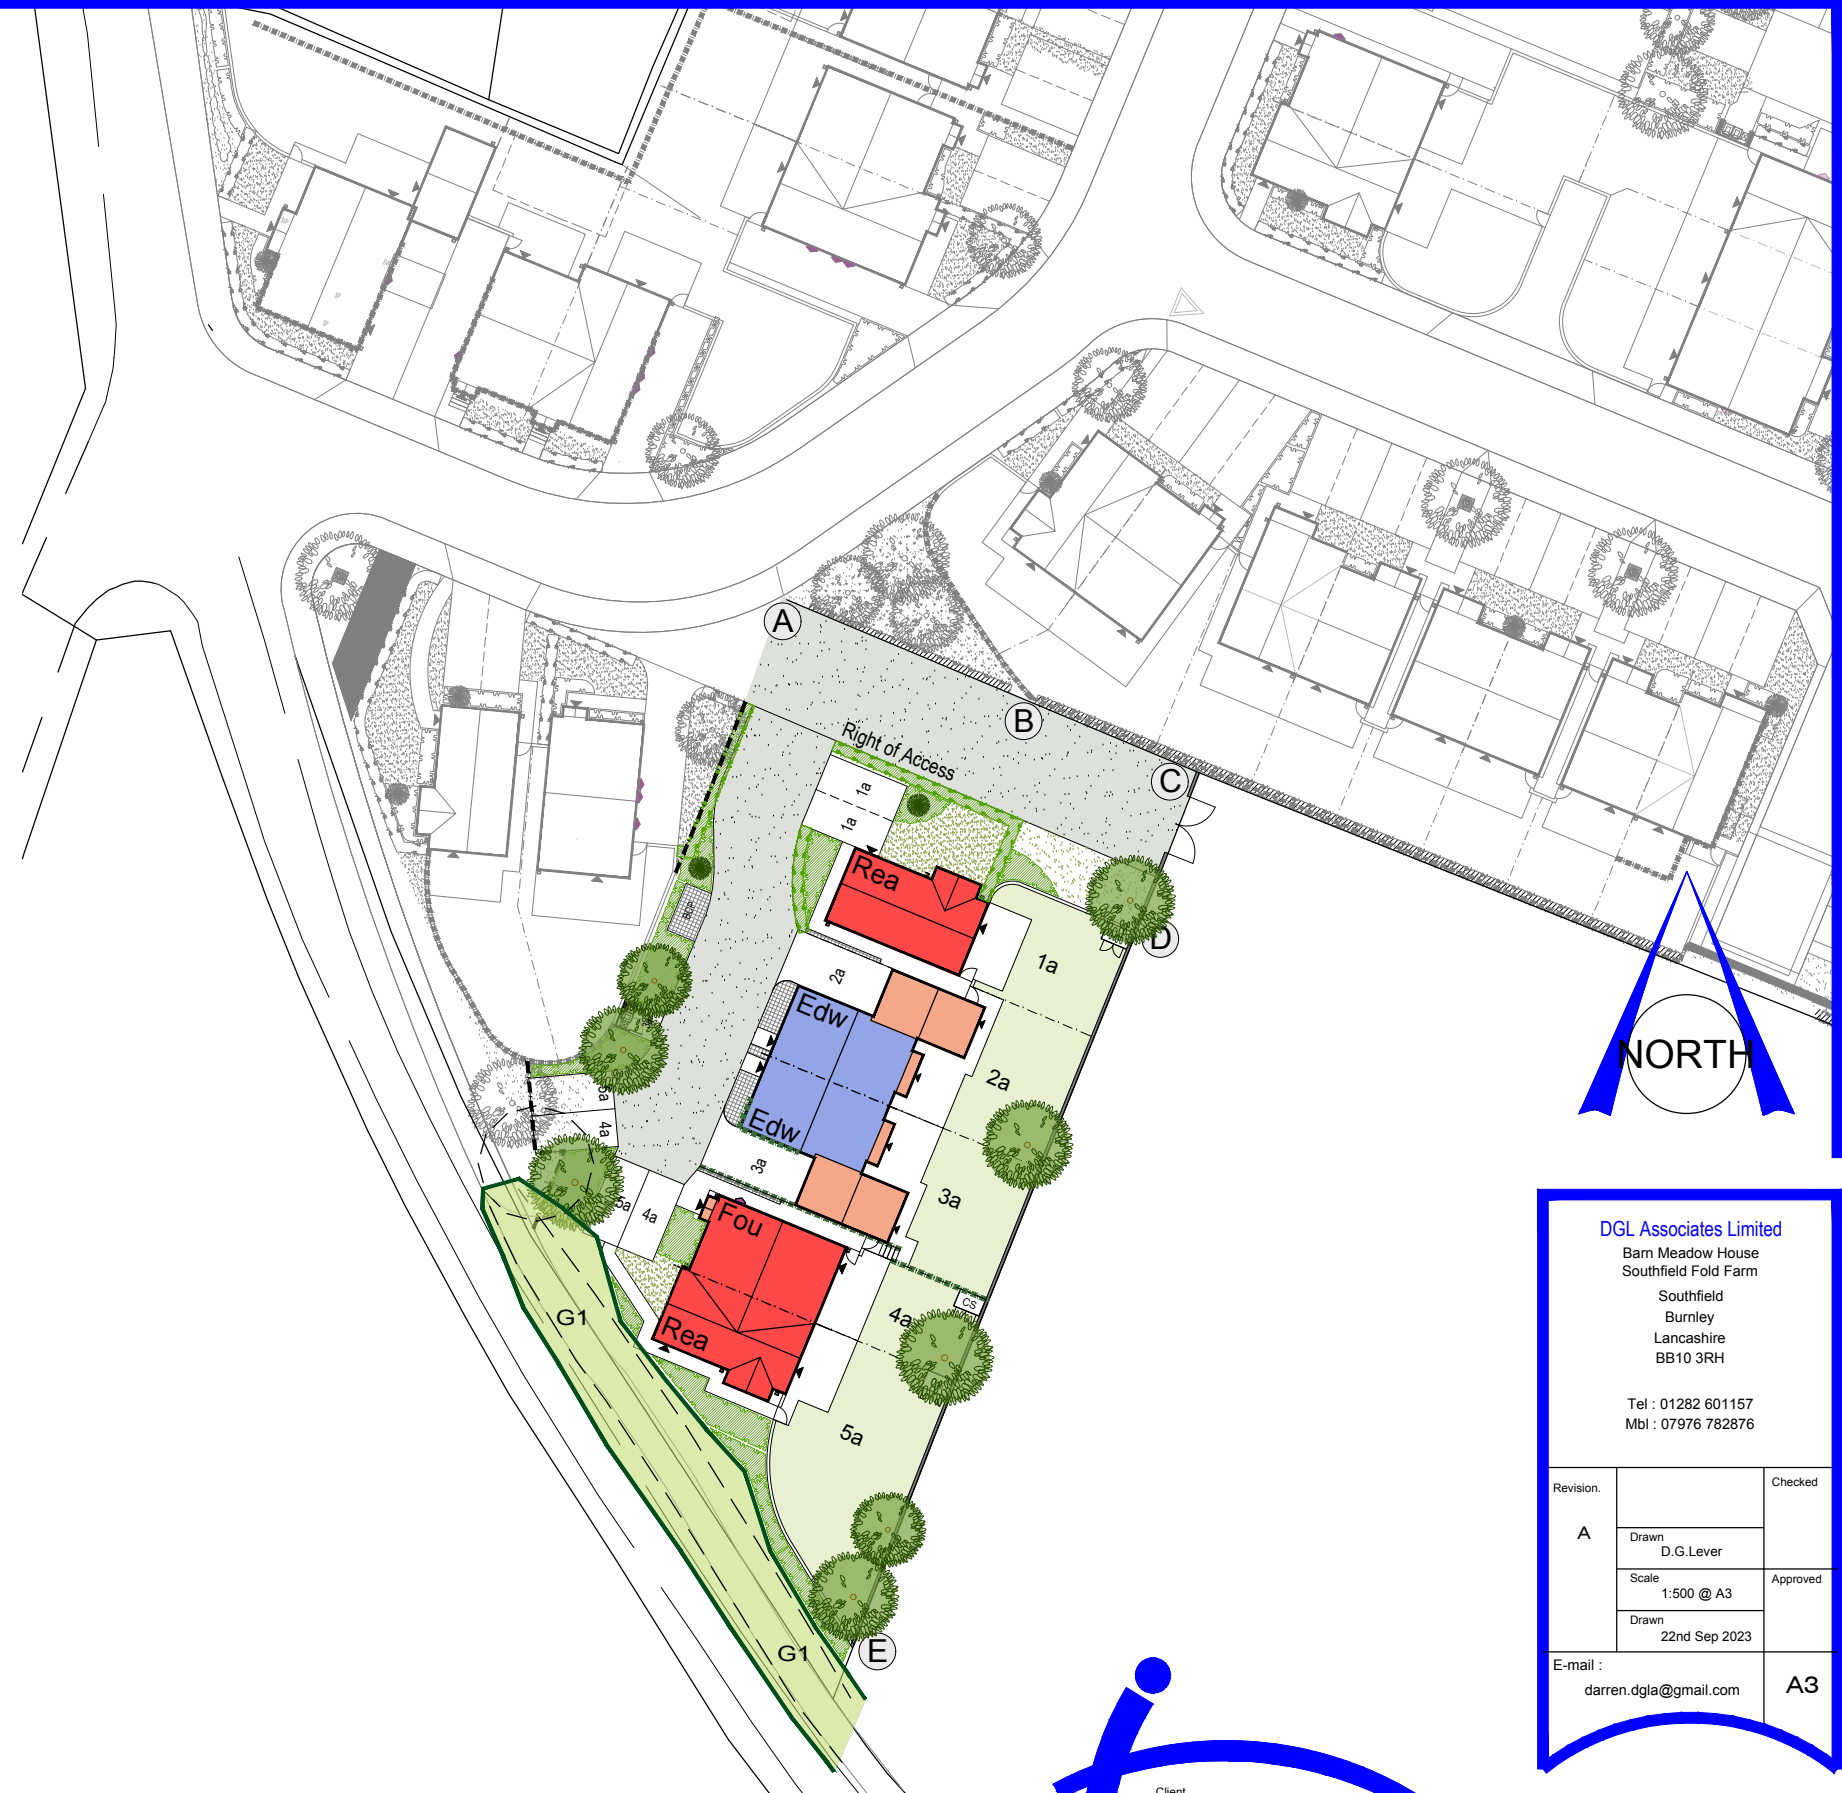 A
B
Right of Access
C
1a
1a
Rea
BCP
D
1a
2a
Edw
NORTH
2a
5a
4a
Edw
3a
3a
5a
4a
Fou
CS
4a
G1
Rea
5a
G1
E
DGL Associates Limited
Barn Meadow House
Southfield Fold Farm
Southfield
Burnley
Lancashire
BB10 3RH
Tel : 01282 601157
Mbl : 07976 782876
Revision.
Checked
A
Drawn
D.G.Lever
Scale
1:500 @ A3
Approved
Drawn
22nd Sep 2023
E-mail :
darren.dgla@gmail.com
A3
Client